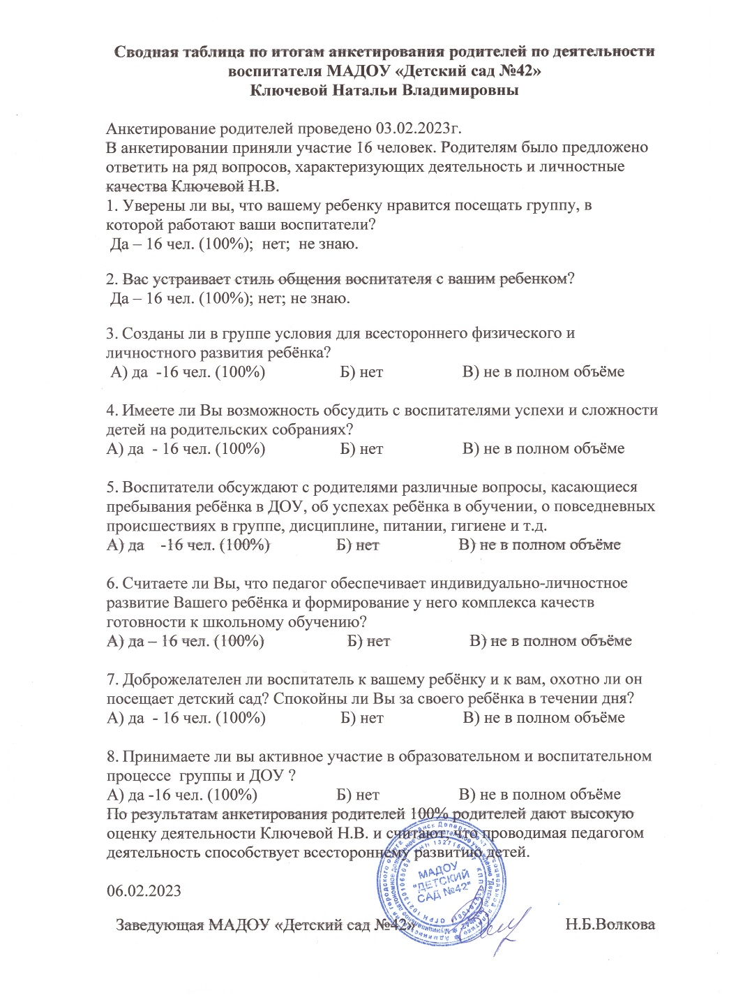 Сводная таблица по итогам анкетирования родителей по деятельности
воспитателя МАДОУ «Детский сад №42»
Ключевой Натальи Владимировны
Анкетирование родителей проведено 03.02.2023г.
В анкетировании приняли участие 16 человек. Родителям было предложено
ответить на ряд вопросов, характеризующих деятельность и личностные
качества Ключевой Н.В.
1. Уверены ли вы, что вашему ребенку нравится посещать группу, в
которой работают ваши воспитатели?
Да – 16 чел. (100%); нет; не знаю.
2. Вас устраивает стиль общения воспитателя с вашим ребенком?
Да – 16 чел. (100%); нет; не знаю.
3. Созданы ли в группе условия для всестороннего физического и
личностного развития ребёнка?
А) да -16 чел. (100%) Б) нет В) не в полном объёме
4. Имеете ли Вы возможность обсудить с воспитателями успехи и сложности
детей на родительских собраниях?
А) да - 16 чел. (100%) Б) нет В) не в полном объёме
5. Воспитатели обсуждают с родителями различные вопросы, касающиеся
пребывания ребёнка в ДОУ, об успехах ребёнка в обучении, о повседневных
происшествиях в группе, дисциплине, питании, гигиене и т.д.
А) да -16 чел. (100%) Б) нет В) не в полном объёме
6. Считаете ли Вы, что педагог обеспечивает индивидуально-личностное
развитие Вашего ребёнка и формирование у него комплекса качеств
готовности к школьному обучению?
А) да – 16 чел. (100%) Б) нет В) не в полном объёме
7. Доброжелателен ли воспитатель к вашему ребёнку и к вам, охотно ли он
посещает детский сад? Спокойны ли Вы за своего ребёнка в течении дня?
А) да - 16 чел. (100%) Б) нет В) не в полном объёме
8. Принимаете ли вы активное участие в образовательном и воспитательном
процессе группы и ДОУ ?
А) да -16 чел. (100%) Б) нет В) не в полном объёме
По результатам анкетирования родителей 100% родителей дают высокую
оценку деятельности Ключевой Н.В. и считают, что проводимая педагогом
деятельность способствует всестороннему развитию детей.
06.02.2023
МАДОУ
"ДЕТСКИЙ
САД №42"
Заведующая МАДОУ «Детский сад №42» Н.Б.Волкова